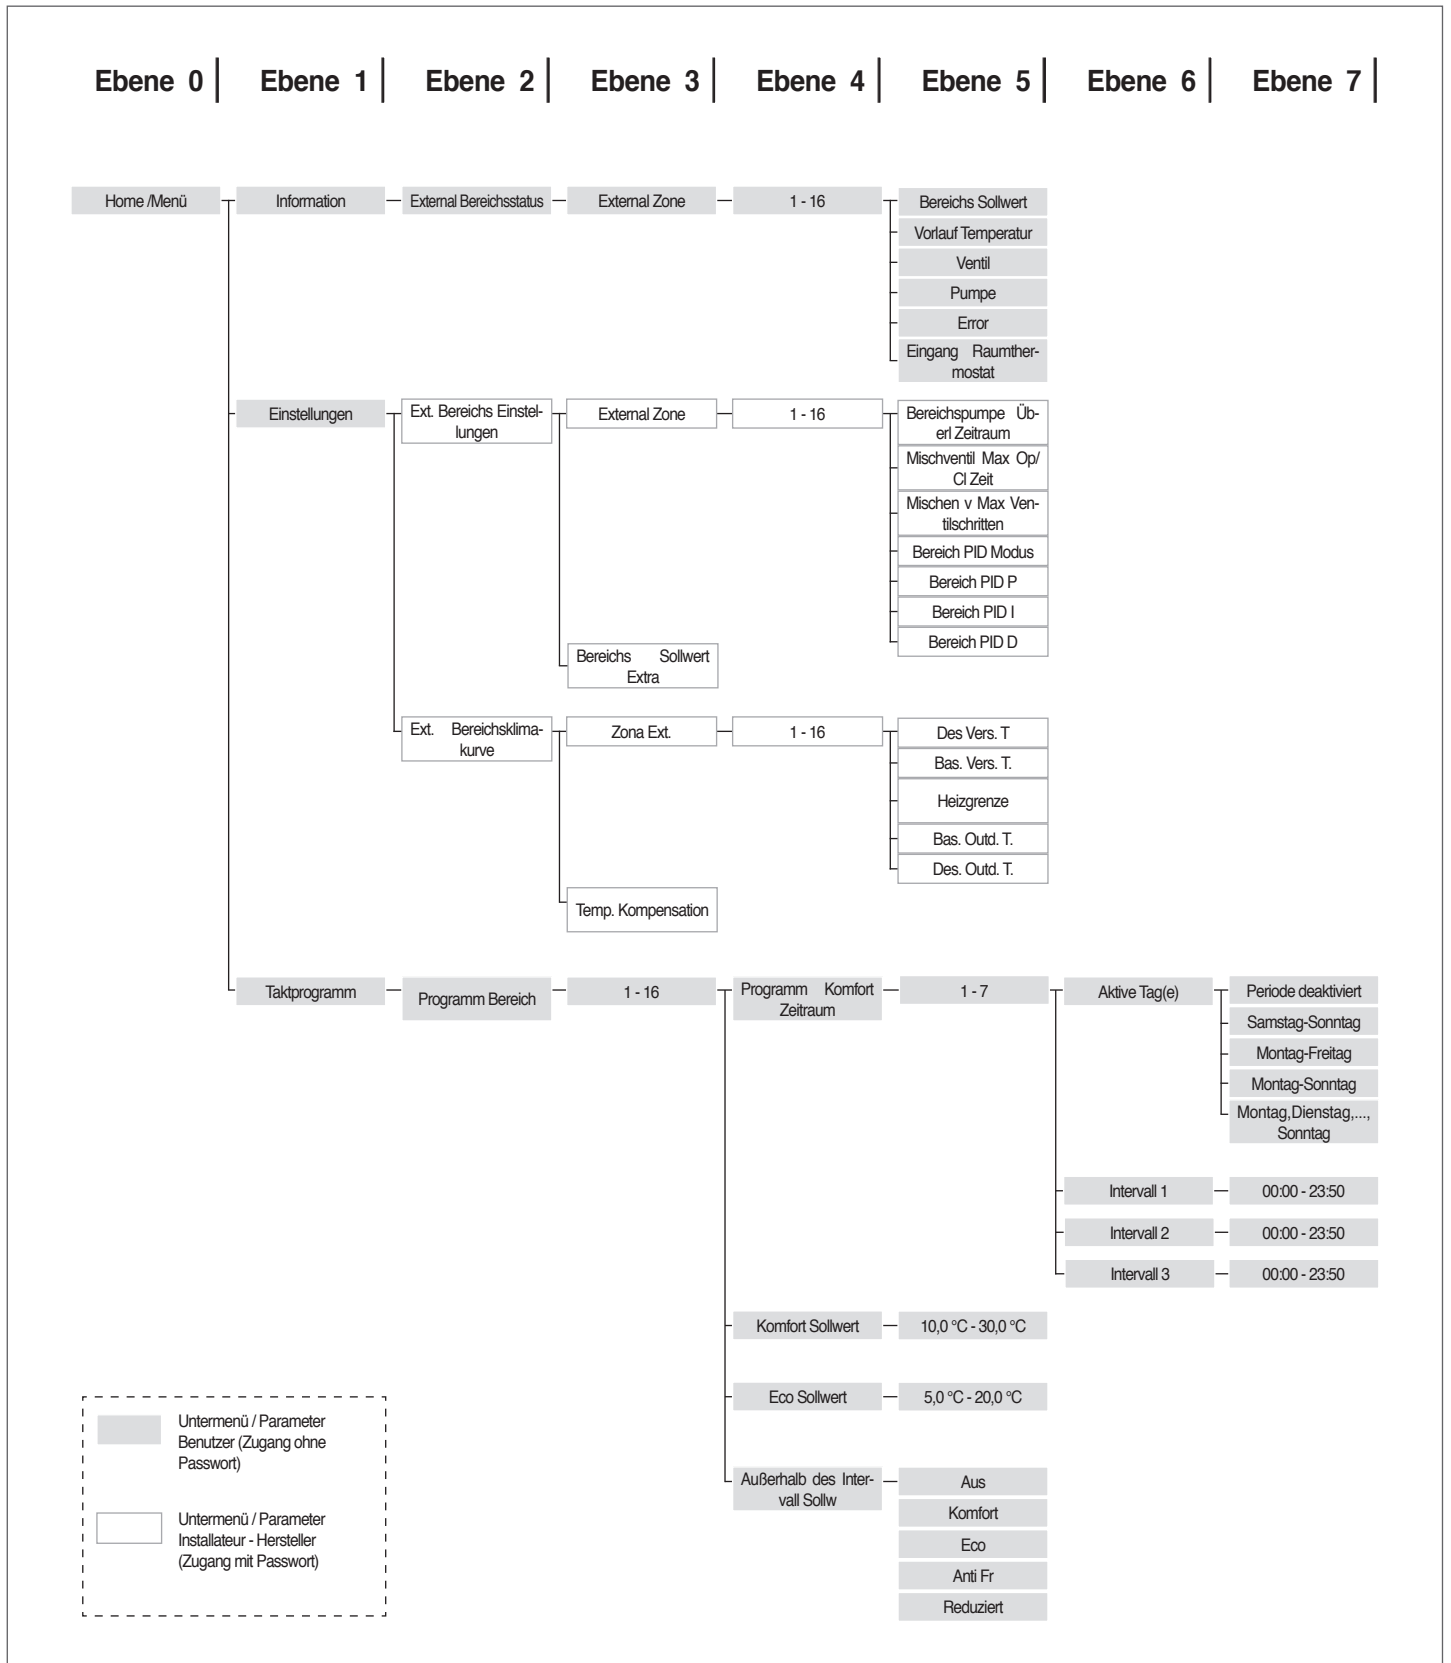 Ebene 0 Ebene 1 Ebene 2 Ebene 3 Ebene 4 Ebene 5 Ebene 6 Ebene 7
Home /Menü
Information
External Bereichsstatus
External Zone
1 - 16
Bereichs Sollwert
Vorlauf Temperatur
Ventil
Pumpe
Error
Eingang Raumther-
mostat
Einstellungen
Ext. Bereichs Einstel-
lungen
External Zone
1 - 16
Bereichspumpe Üb-
erl Zeitraum
Mischventil Max Op/
Cl Zeit
Mischen v Max Ven-
tilschritten
Bereich PID Modus
Bereich PID P
Bereich PID I
Bereich PID D
Bereichs Sollwert
Extra
Ext. Bereichsklima-
kurve
Zona Ext.
1 - 16
Des Vers. T
Bas. Vers. T.
Heizgrenze
Bas. Outd. T.
Des. Outd. T.
Temp. Kompensation
Taktprogramm
Programm Bereich
1 - 16
Programm Komfort
Zeitraum
1 - 7
Aktive Tag(e)
Periode deaktiviert
Samstag-Sonntag
Montag-Freitag
Montag-Sonntag
Montag,Dienstag,...,
Sonntag
Intervall 1
00:00 - 23:50
Intervall 2
00:00 - 23:50
Intervall 3
00:00 - 23:50
Komfort Sollwert
10,0 °C - 30,0 °C
Eco Sollwert
5,0 °C - 20,0 °C
Außerhalb des Inter-
vall Sollw
Aus
Komfort
Eco
Anti Fr
Reduziert
Untermenü / Parameter
Benutzer (Zugang ohne
Passwort)
Untermenü / Parameter
Installateur - Hersteller
(Zugang mit Passwort)